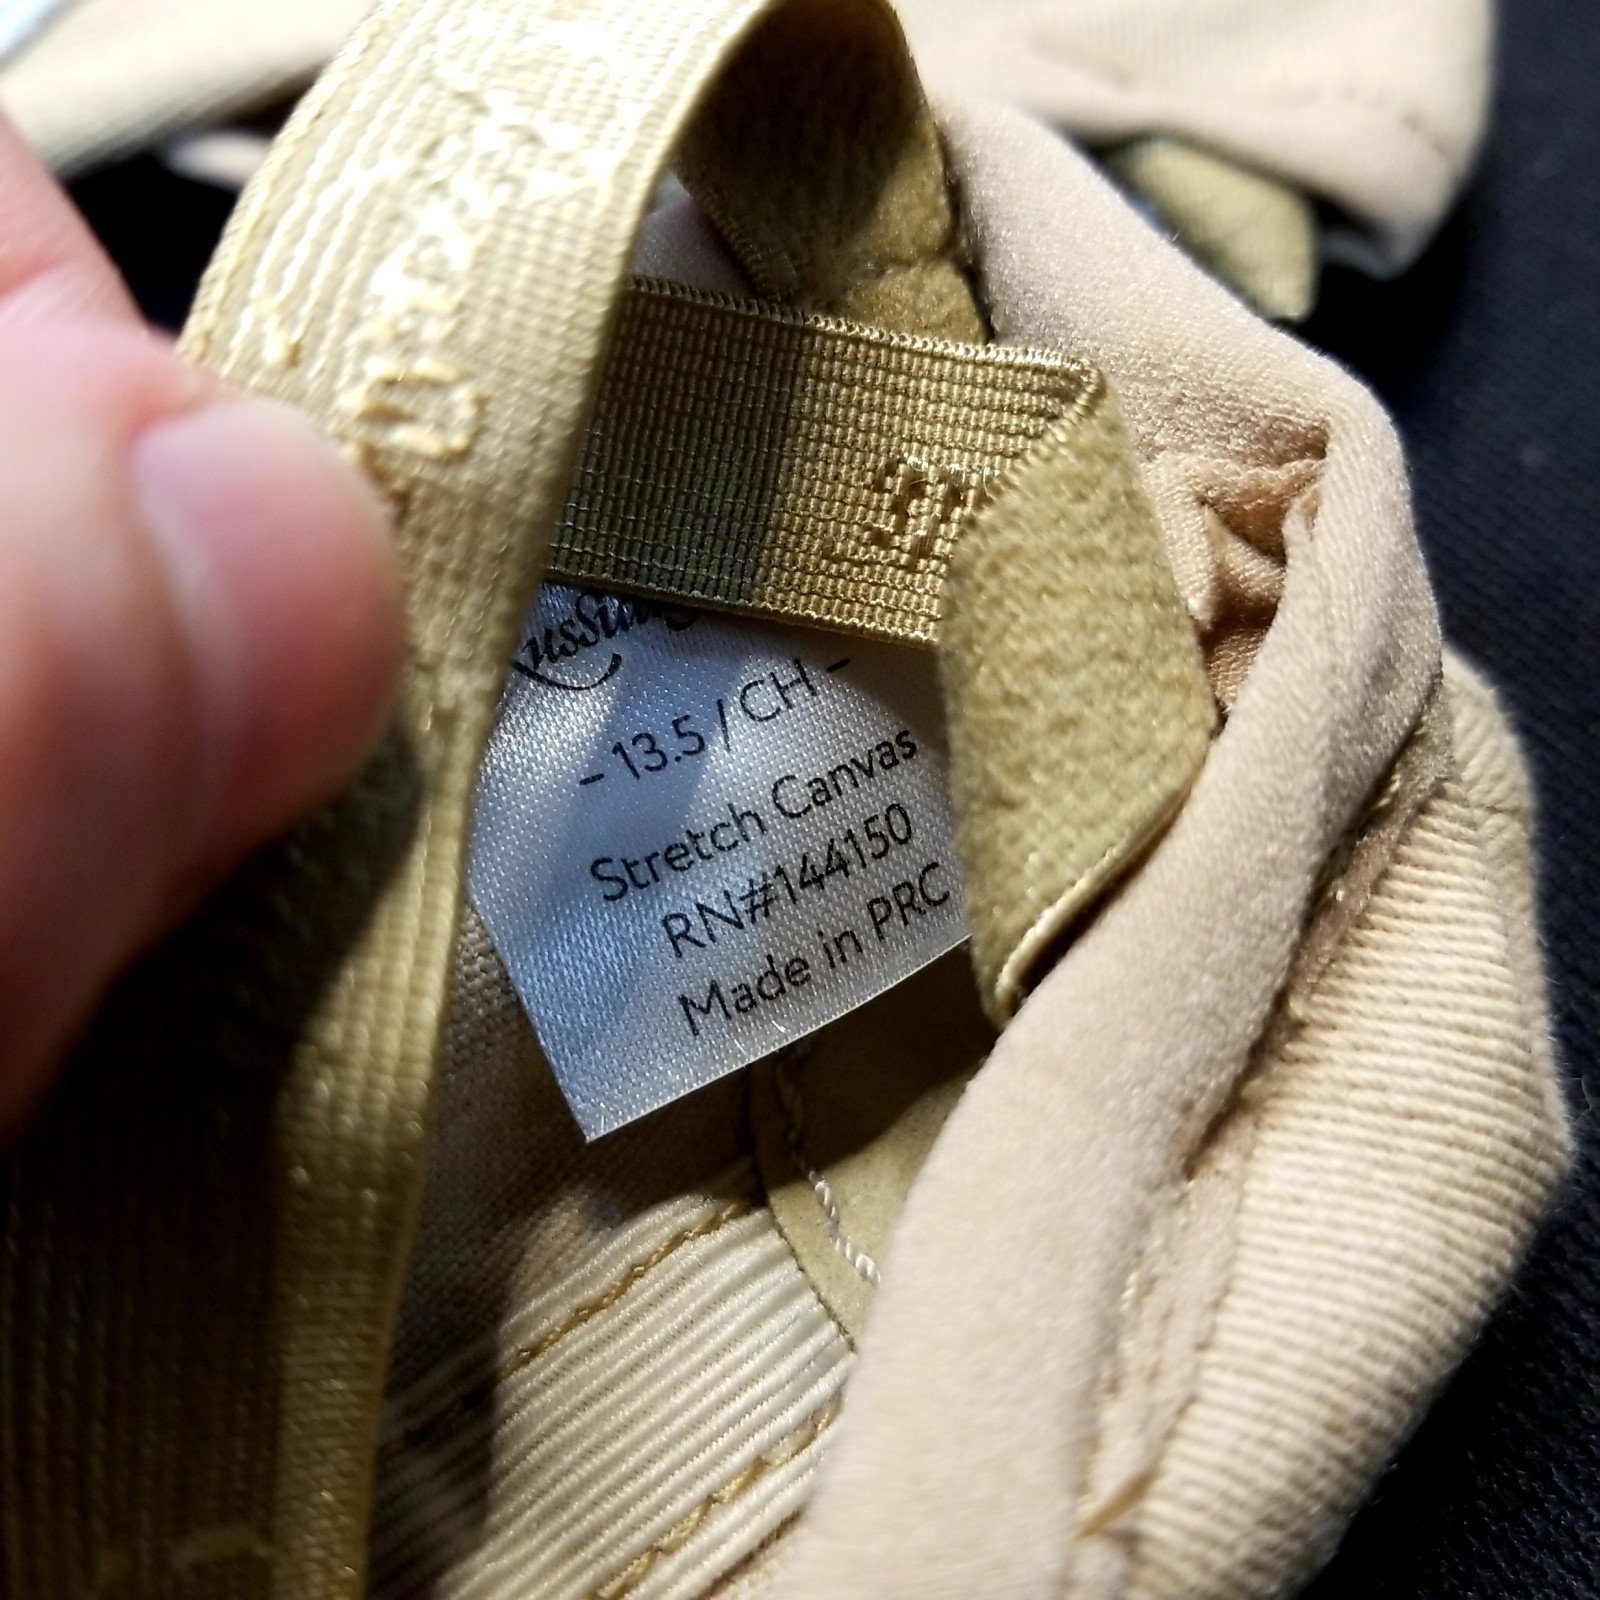 - 13.5 / CH -
Stretch Canvas
RN#144150
Made in PRC